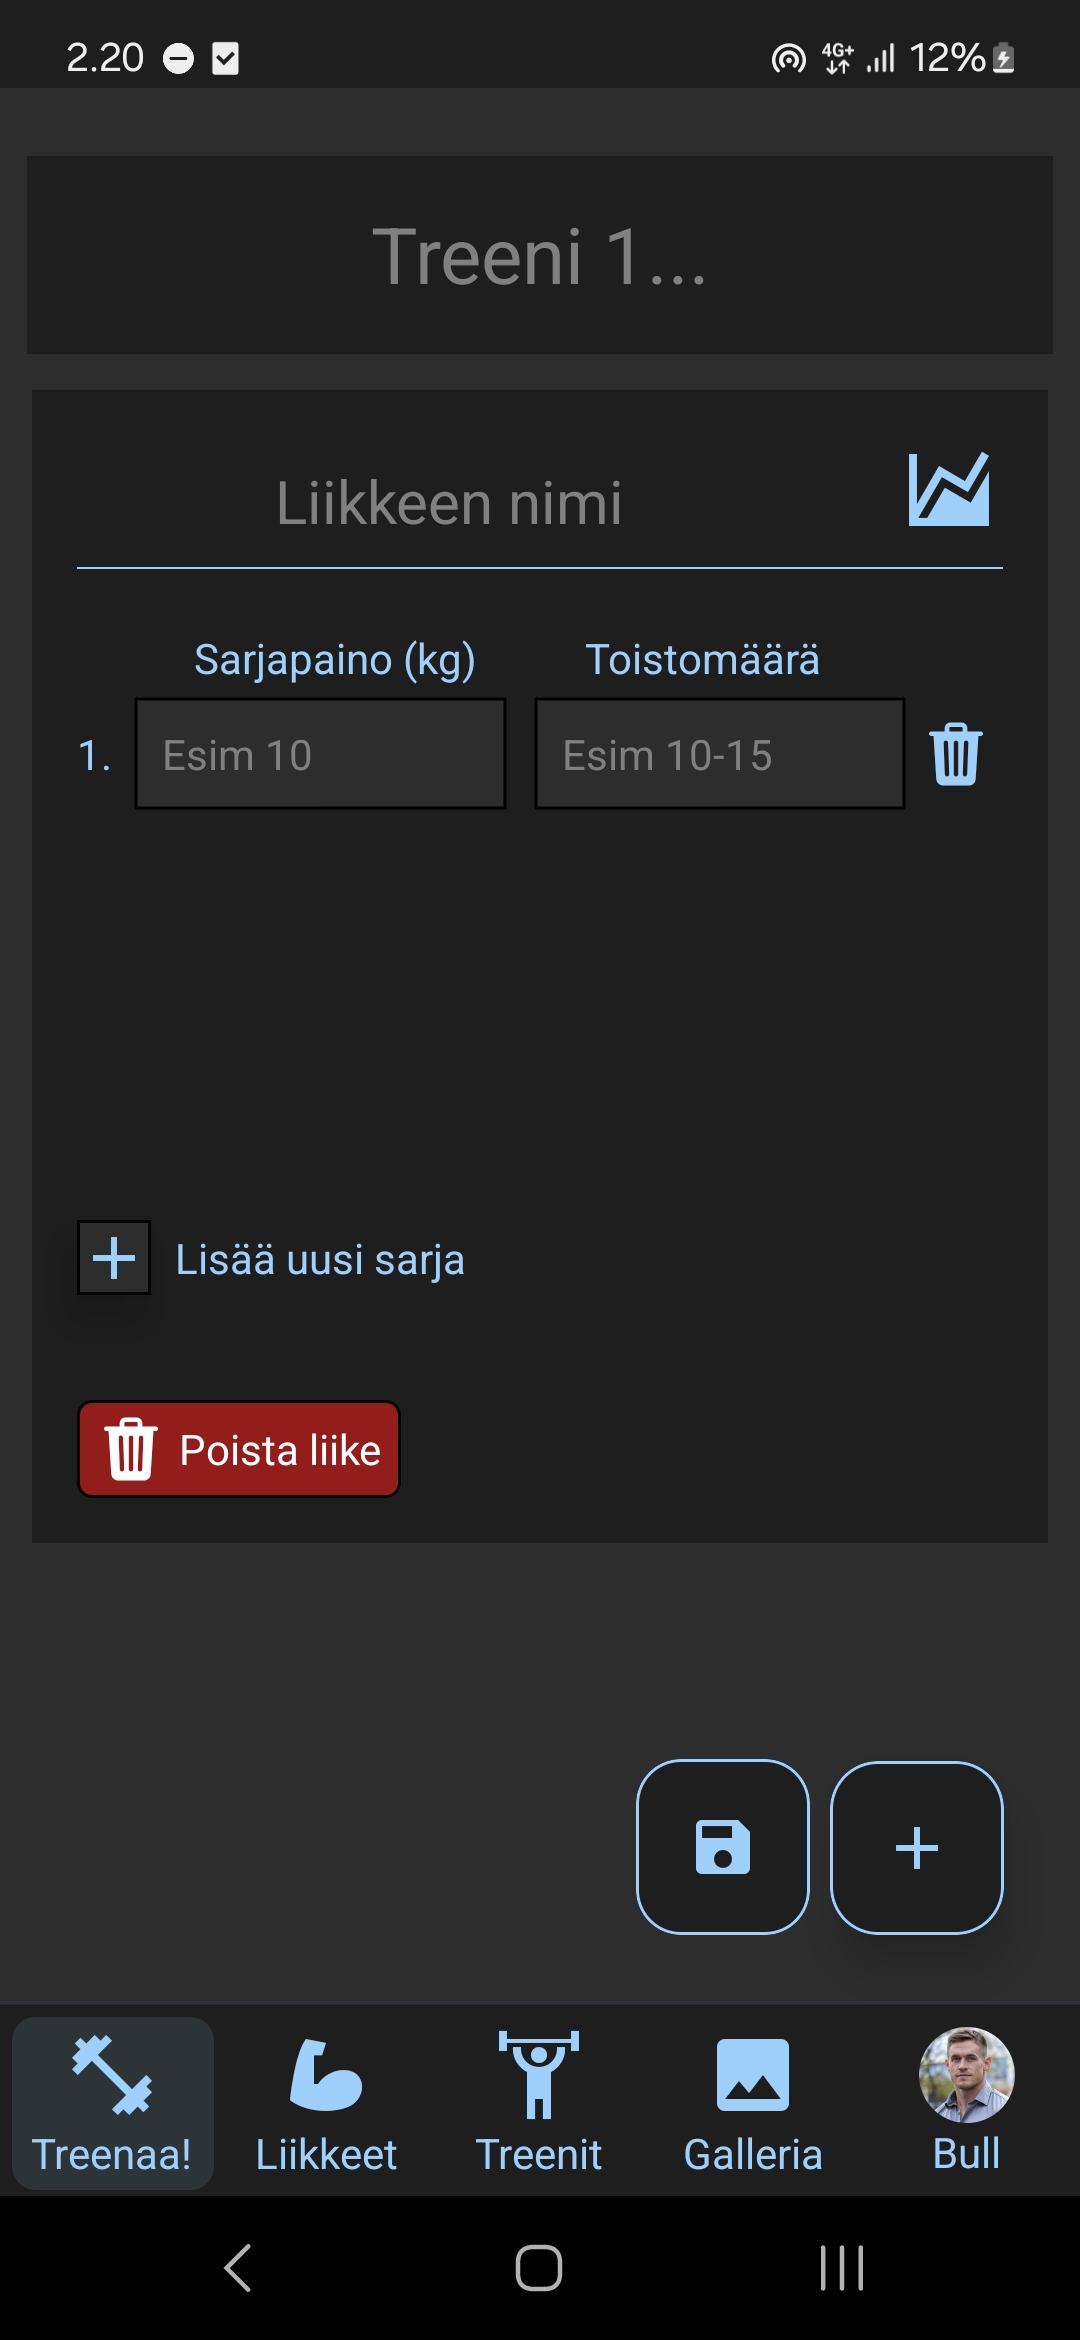 2.20 4G+ 12%
Treeni 1...
Liikkeen nimi
Sarjapaino (kg) Toistomäärä
1. Esim 10 Esim 10-15
Lisää uusi sarja
Poista liike
Treenaa! Liikkeet Treenit Galleria Bull